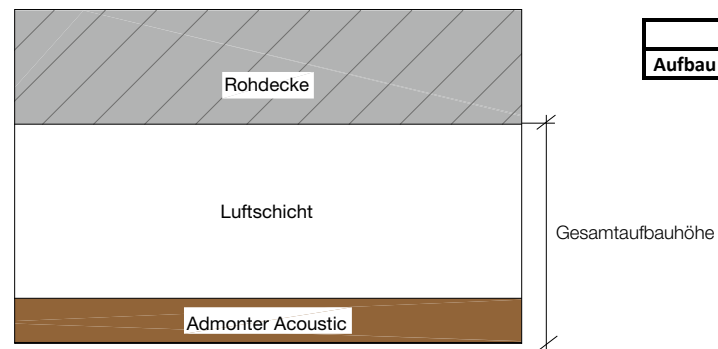 Rohdecke
Aufbau
Luftschicht
Gesamtaufbauhöhe
Admonter Acoustic